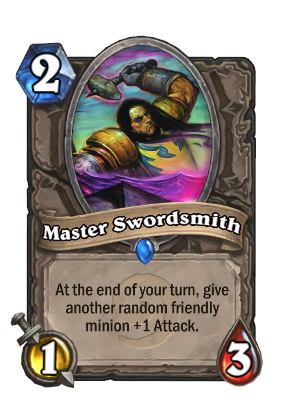 2
Master Swordsmith
At the end of your turn, give
another random friendly
minion +1 Attack.
1
3